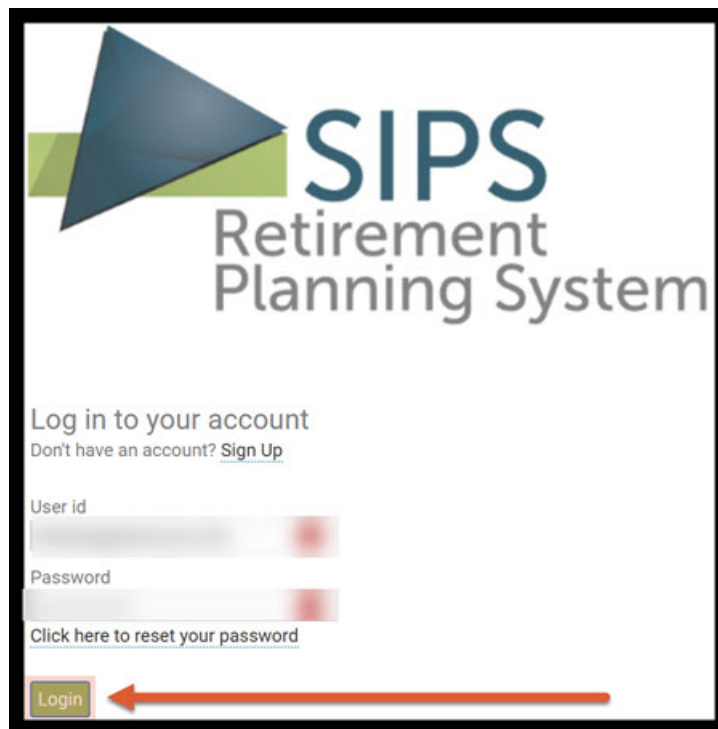 SIPS
Retirement
Planning System
Log in to your account
Don't have an account? Sign Up
User id
Password
Click here to reset your password
Login